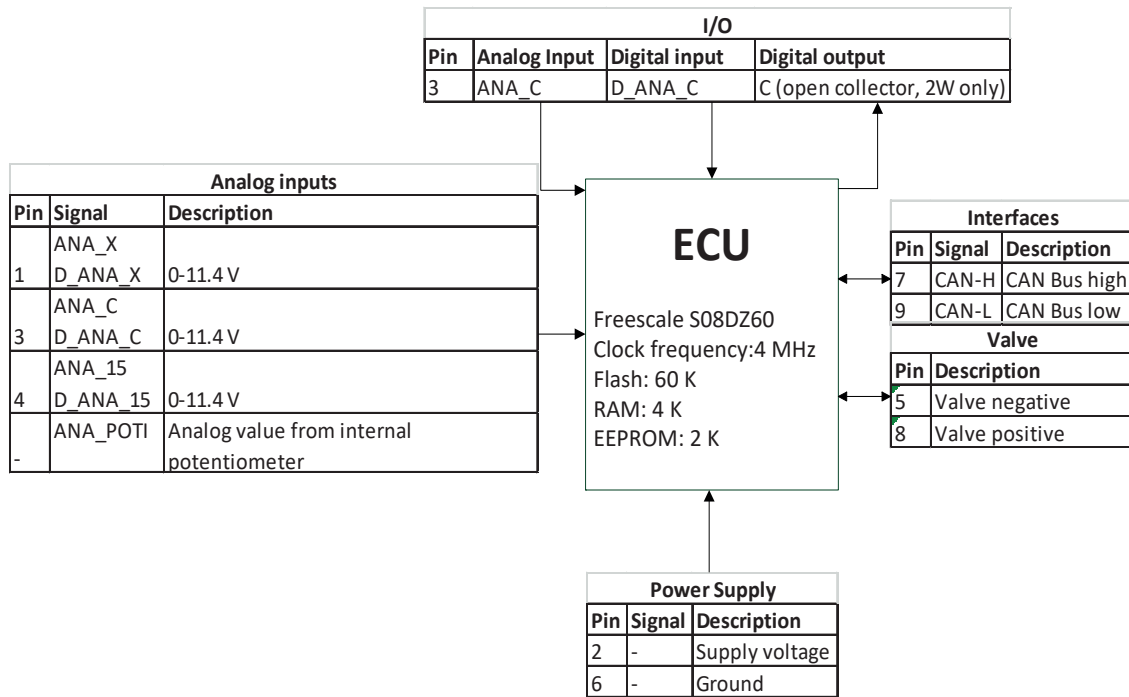 I/O
Pin Analog Input Digital input Digital output
3 ANA_C D_ANA_C C (open collector, 2W only)
Analog inputs
Pin Signal Description
ANA_X
1 D_ANA_X 0-11.4 V
ANA_C
3 D_ANA_C 0-11.4 V
ANA_15
4 D_ANA_15 0-11.4 V
ANA_POTI Analog value from internal
- potentiometer
ECU
Freescale S08DZ60
Clock frequency:4 MHz
Flash: 60 K
RAM: 4 K
EEPROM: 2 K
Interfaces
Pin Signal Description
7 CAN-H CAN Bus high
9 CAN-L CAN Bus low
Valve
Pin Description
5 Valve negative
8 Valve positive
Power Supply
Pin Signal Description
2 - Supply voltage
6 - Ground